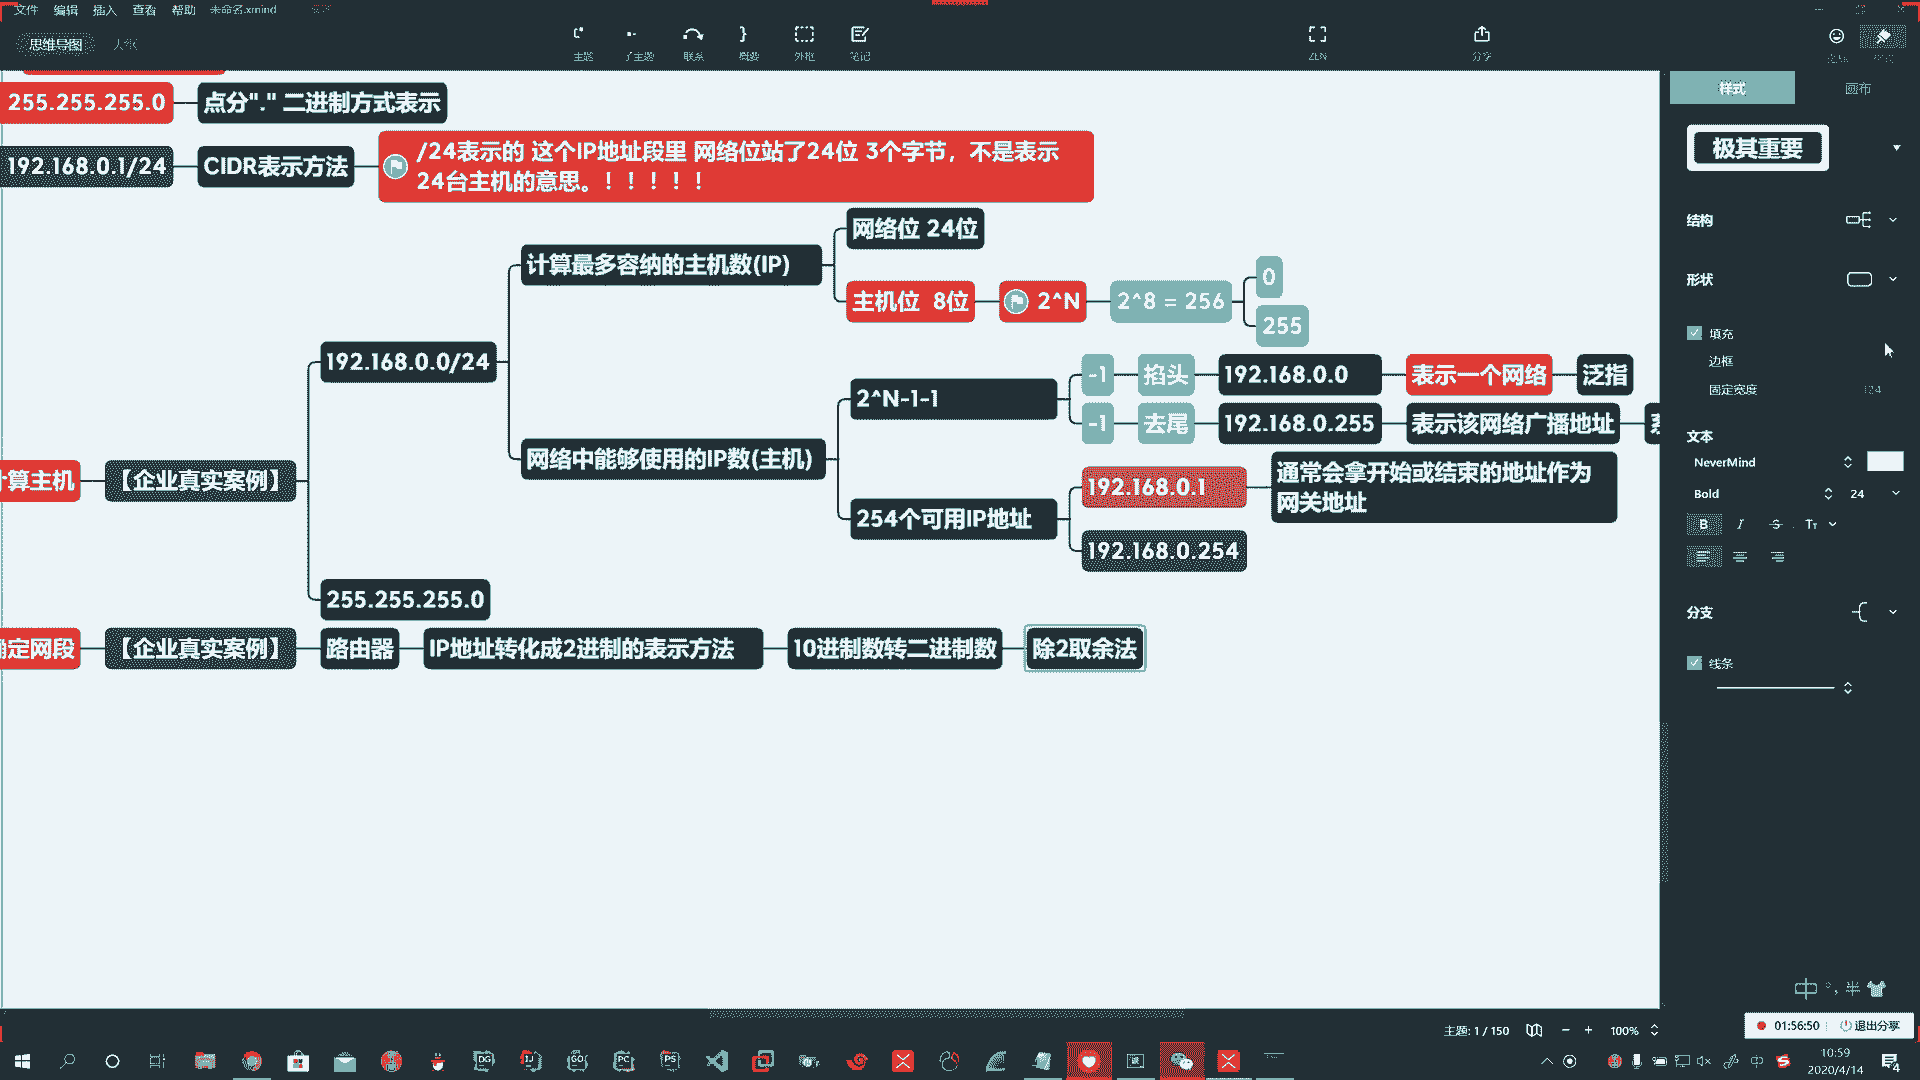 文件 编辑 插入 查看 帮助 未命名.xmind
思维导图
主题 子主题 联系 概要 外框 笔记 ZEN 分享
样式 画布
255.255.255.0 点分"." 二进制方式表示
192.168.0.1/24 CIDR表示方法
/24表示的 这个IP地址段里 网络位站了24位 3个字节，不是表示
24台主机的意思。！！！！！
计算最多容纳的主机数(IP)
网络位 24位
主机位 8位 2^N 2^8 = 256
0
255
192.168.0.0/24
网络中能够使用的IP数(主机)
2^N-1-1
-1 掐头 192.168.0.0 表示一个网络 泛指
-1 去尾 192.168.0.255 表示该网络广播地址
254个可用IP地址
192.168.0.1 通常会拿开始或结束的地址作为
网关地址
192.168.0.254
计算主机 【企业真实案例】
255.255.255.0
确定网段 【企业真实案例】 路由器 IP地址转化成2进制的表示方法 10进制数转二进制数 除2取余法
极其重要
结构
形状
填充
边框
固定宽度 124
文本
NeverMind
Bold 24
B I S Tт
分支
线条
中 °, 半
主题: 1 / 150 100%
01:56:50 退出分享
DG IJ GO PC PS
中
10:59
2020/4/14
4